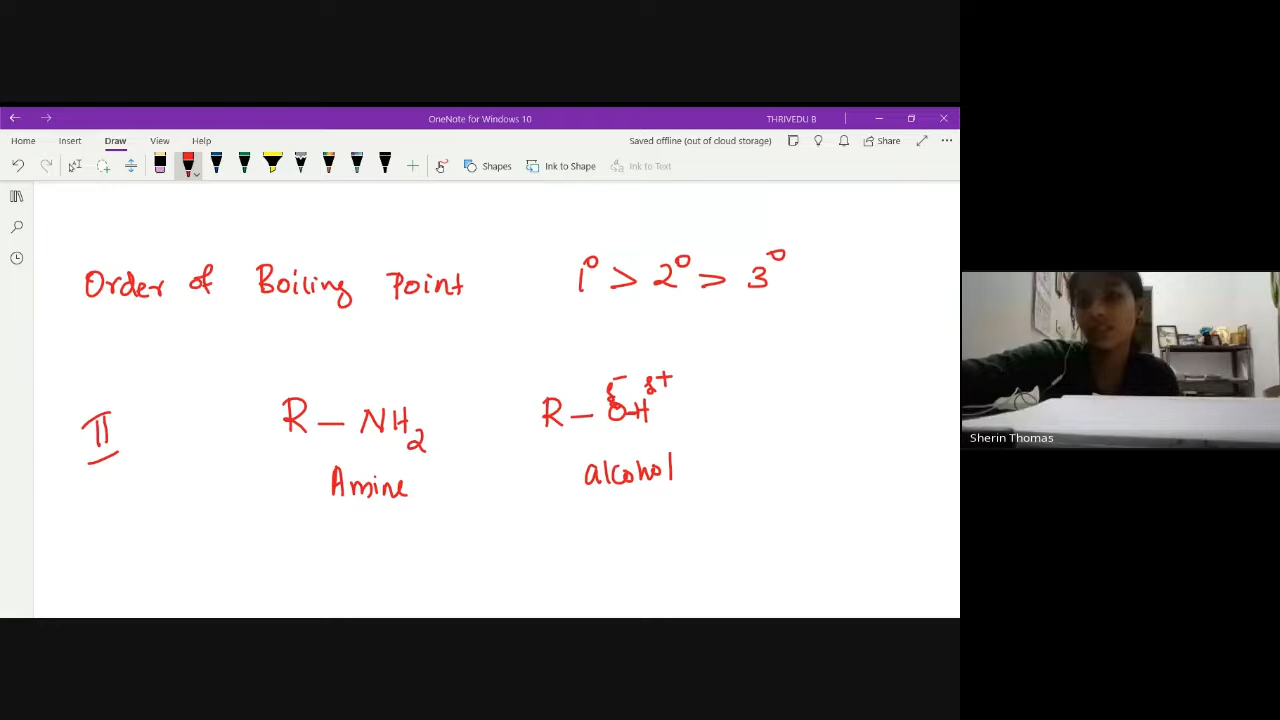 OneNote for Windows 10
THRIVEDU B
Home Insert Draw View Help
Saved offline (out of cloud storage)
Share
Shapes
Ink to Shape
Ink to Text
Order of Boiling Point 1° > 2° > 3°
II R – NH₂ R – O-H
δ- δ+
Amine alcohol
Sherin Thomas